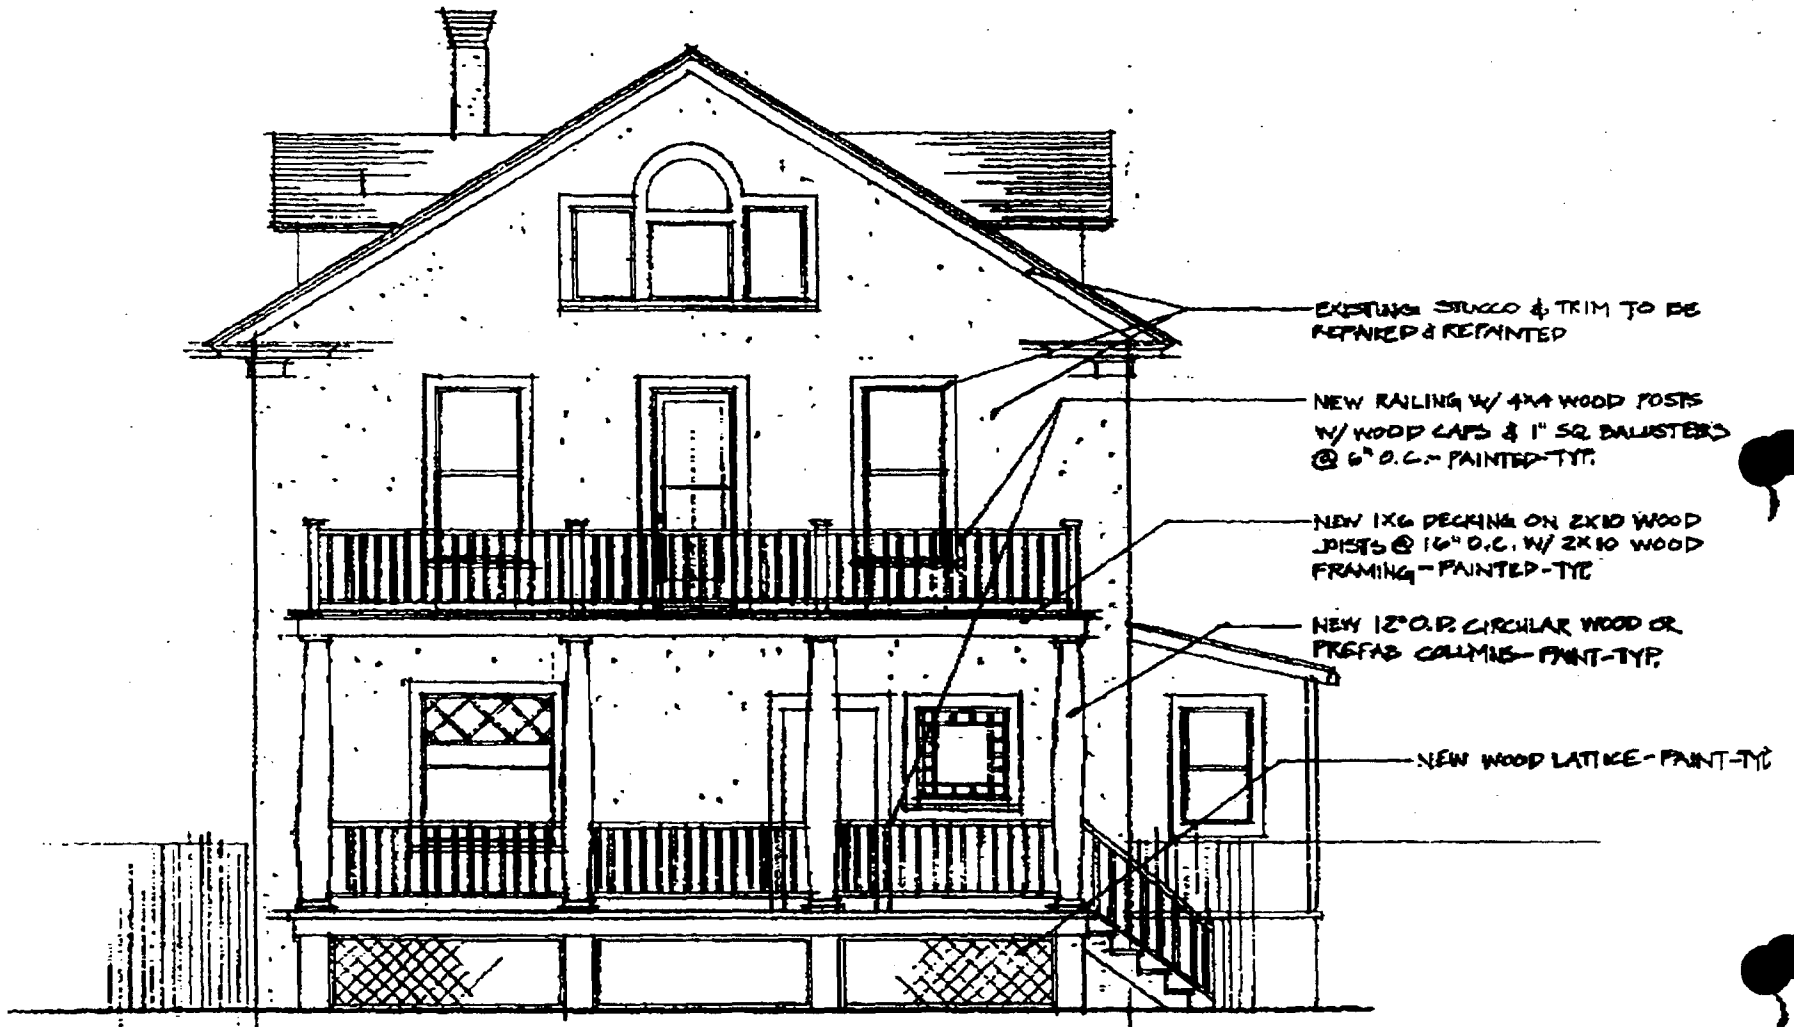 EXISTING STUCCO & TRIM TO BE
REPAIRED & REPAINTED
NEW RAILING W/ 4x4 WOOD POSTS
W/ WOOD CAPS & 1" SQ. BALUSTERS
@ 6" O.C. - PAINTED-TYP.
NEW 1X6 DECKING ON 2X10 WOOD
JOISTS @ 16" O.C. W/ 2X10 WOOD
FRAMING - PAINTED - TYP
NEW 12" O.D. CIRCULAR WOOD OR
PREFAB COLUMNS - PAINT-TYP.
NEW WOOD LATTICE - PAINT-TYP